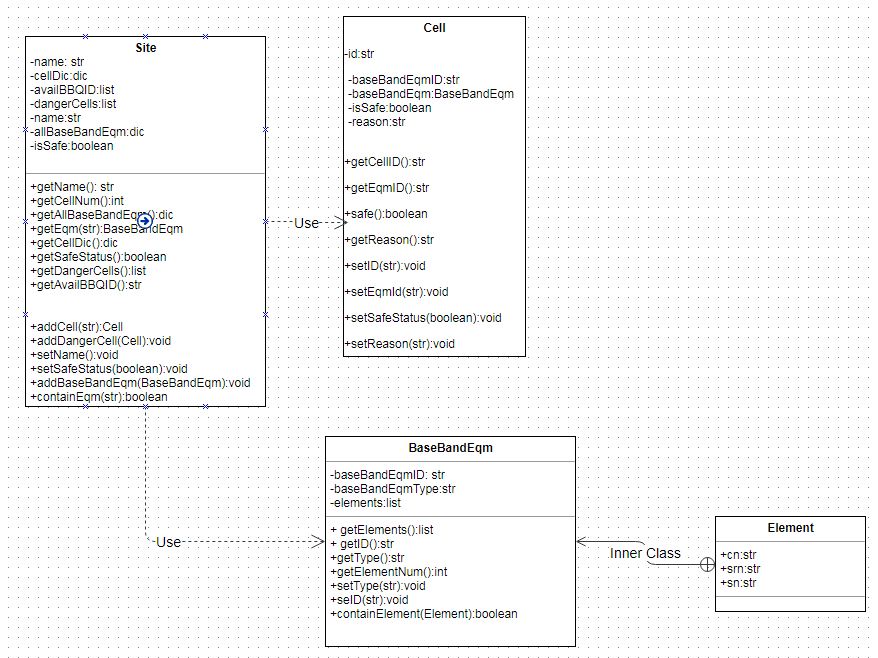 Site
-name: str
-cellDic:dic
-availBBQID:list
-dangerCells:list
-name:str
-allBaseBandEqm:dic
-isSafe:boolean
+getName(): str
+getCellNum():int
+getAllBaseBandEqm():dic
+getEqm(str):BaseBandEqm
+getCellDic():dic
+getSafeStatus():boolean
+getDangerCells():list
+getAvailBBQID():str
+addCell(str):Cell
+addDangerCell(Cell):void
+setName():void
+setSafeStatus(boolean):void
+addBaseBandEqm(BaseBandEqm):void
+containEqm(str):boolean
Use
Cell
-id:str
-baseBandEqmID:str
-baseBandEqm:BaseBandEqm
-isSafe:boolean
-reason:str
+getCellID():str
+getEqmID():str
+safe():boolean
+getReason():str
+setID(str):void
+setEqmId(str):void
+setSafeStatus(boolean):void
+setReason(str):void
Use
BaseBandEqm
-baseBandEqmID: str
-baseBandEqmType:str
-elements:list
+ getElements():list
+ getID():str
+getType():str
+getElementNum():int
+setType(str):void
+seID(str):void
+containElement(Element):boolean
Inner Class
Element
+cn:str
+srn:str
+sn:str